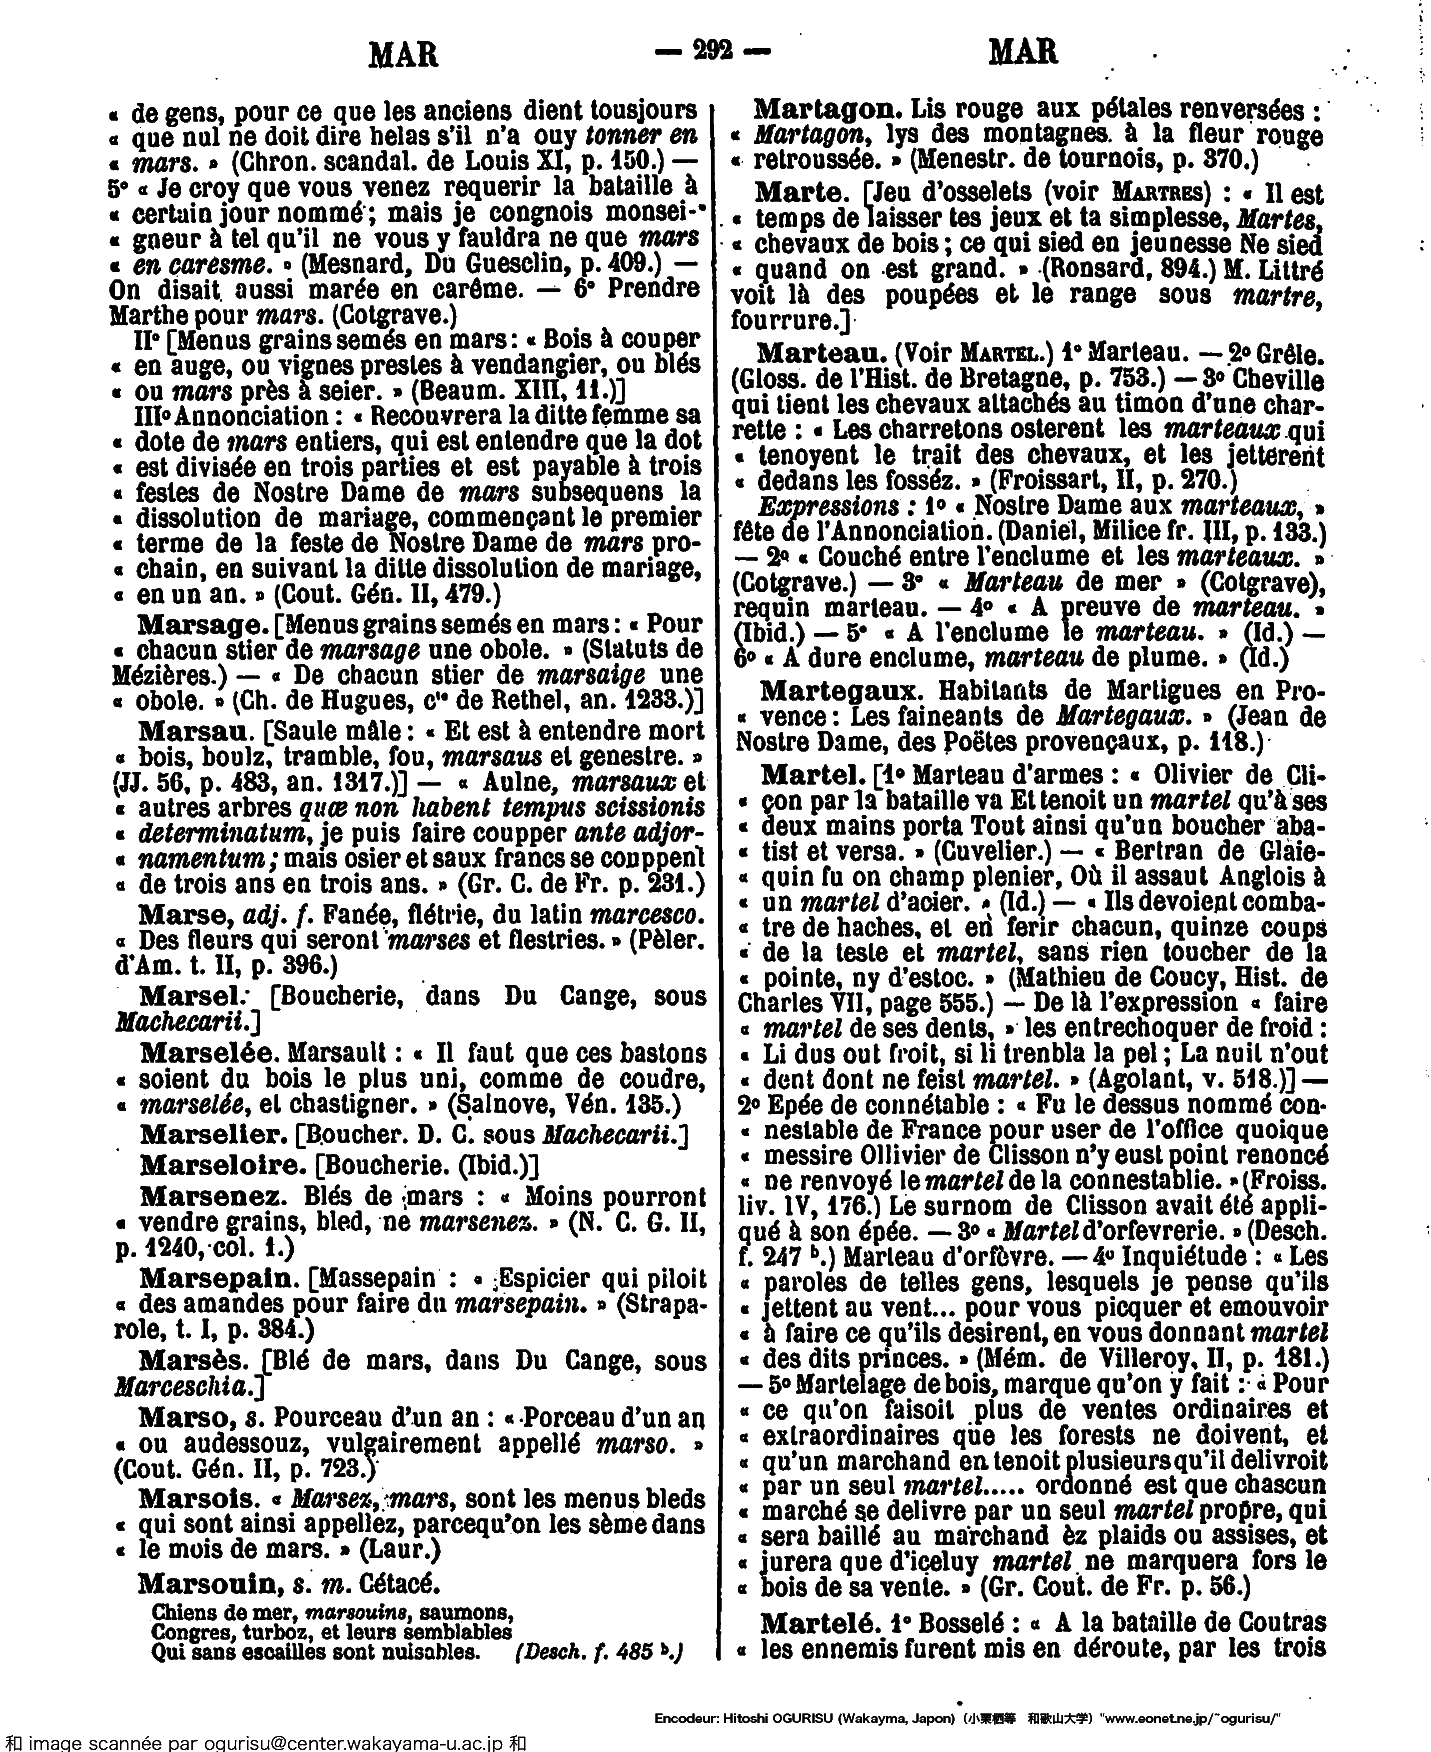 MAR — 292 — MAR
« de gens, pour ce que les anciens dient tousjours
« que nul ne doit dire helas s'il n'a ouy tonner en
« mars. » (Chron. scandal. de Louis XI, p. 150.) —
5° « Je croy que vous venez requerir la bataille à
« certain jour nommé ; mais je congnois monsei-
« gneur à tel qu'il ne vous y fauldra ne que mars
« en caresme. » (Mesnard, Du Guesclin, p. 409.) —
On disait aussi marée en carême. — 6° Prendre
Marthe pour mars. (Cotgrave.)
II° [Menus grains semés en mars : « Bois à couper
« en auge, ou vignes prestes à vendangier, ou blés
« ou mars près à seier. » (Beaum. XIII, 11.)]
III° Annonciation : « Recouvrera la ditte femme sa
« dote de mars entiers, qui est entendre que la dot
« est divisée en trois parties et est payable à trois
« festes de Nostre Dame de mars subsequens la
« dissolution de mariage, commençant le premier
« terme de la feste de Nostre Dame de mars pro-
« chain, en suivant la ditte dissolution de mariage,
« en un an. » (Cout. Gén. II, 479.)
Marsage. [Menus grains semés en mars : « Pour
« chacun stier de marsage une obole. » (Statuts de
Mézières.) — « De chacun stier de marsaige une
« obole. » (Ch. de Hugues, cte de Rethel, an. 1233.)]
Marsau. [Saule mâle : « Et est à entendre mort
« bois, boulz, tramble, fou, marsaus et genestre. »
(JJ. 56, p. 483, an. 1317.)] — « Aulne, marsaux et
« autres arbres quæ non habent tempus scissionis
« determinatum, je puis faire coupper ante adjor-
« namentum ; mais osier et saux francs se couppent
« de trois ans en trois ans. » (Gr. C. de Fr. p. 231.)
Marse, adj. f. Fanée, flétrie, du latin marcesco.
« Des fleurs qui seront marses et flestries. » (Pèler.
d'Am. t. II, p. 396.)
Marsel. [Boucherie, dans Du Cange, sous
Machecarii.]
Marselée. Marsault : « Il faut que ces bastons
« soient du bois le plus uni, comme de coudre,
« marselée, et chastigner. » (Salnove, Vén. 135.)
Marselier. [Boucher. D. C. sous Machecarii.]
Marseloire. [Boucherie. (Ibid.)]
Marsenez. Blés de mars : « Moins pourront
« vendre grains, bled, ne marsenez. » (N. C. G. II,
p. 1240, col. 1.)
Marsepain. [Massepain : « Espicier qui piloit
« des amandes pour faire du marsepain. » (Strapa-
role, t. I, p. 384.)
Marsès. [Blé de mars, dans Du Cange, sous
Marceschia.]
Marso, s. Pourceau d'un an : « Porceau d'un an
« ou audessouz, vulgairement appellé marso. »
(Cout. Gén. II, p. 723.)
Marsois. « Marsez, mars, sont les menus bleds
« qui sont ainsi appellez, parcequ'on les sème dans
« le mois de mars. » (Laur.)
Marsouin, s. m. Cétacé.
Chiens de mer, marsouins, saumons,
Congres, turboz, et leurs semblables
Qui sans escailles sont nuisables. (Desch. f. 485 b.)
Martagon. Lis rouge aux pétales renversées :
« Martagon, lys des montagnes à la fleur rouge
« retroussée. » (Menestr. de tournois, p. 370.)
Marte. [Jeu d'osselets (voir MARTRES) : « Il est
« temps de laisser tes jeux et ta simplesse, Martes,
« chevaux de bois ; ce qui sied en jeunesse Ne sied
« quand on est grand. » (Ronsard, 894.) M. Littré
voit là des poupées et le range sous martre,
fourrure.]
Marteau. (Voir MARTEL.) 1° Marteau. — 2° Grêle.
(Gloss. de l'Hist. de Bretagne, p. 753.) — 3° Cheville
qui tient les chevaux attachés au timon d'une char-
rette : « Les charretons osterent les marteaux qui
« tenoyent le trait des chevaux, et les jetterent
« dedans les fosséz. » (Froissart, II, p. 270.)
Expressions : 1° « Nostre Dame aux marteaux, »
fête de l'Annonciation. (Daniel, Milice fr. III, p. 133.)
— 2° « Couché entre l'enclume et les marteaux. »
(Cotgrave.) — 3° « Marteau de mer » (Cotgrave),
requin marteau. — 4° « A preuve de marteau. »
(Ibid.) — 5° « A l'enclume le marteau. » (Id.) —
6° « A dure enclume, marteau de plume. » (Id.)
Martegaux. Habitants de Martigues en Pro-
« vence : Les faineants de Martegaux. » (Jean de
Nostre Dame, des Poëtes provençaux, p. 118.)
Martel. [1° Marteau d'armes : « Olivier de Cli-
« çon par la bataille va Et tenoit un martel qu'à ses
« deux mains porta Tout ainsi qu'un boucher aba-
« tist et versa. » (Cuvelier.) — « Bertran de Glaie-
« quin fu on champ plenier, Où il assaut Anglois à
« un martel d'acier. » (Id.) — « Ils devoient comba-
« tre de haches, et en ferir chacun, quinze coups
« de la teste et martel, sans rien toucher de la
« pointe, ny d'estoc. » (Mathieu de Coucy, Hist. de
Charles VII, page 555.) — De là l'expression « faire
« martel de ses dents, » les entrechoquer de froid :
« Li dus out froit, si li trenbla la pel ; La nuit n'out
« dent dont ne feist martel. » (Agolant, v. 518.)] —
2° Epée de connétable : « Fu le dessus nommé con-
« nestable de France pour user de l'office quoique
« messire Ollivier de Clisson n'y eust point renoncé
« ne renvoyé le martel de la connestablie. » (Froiss.
liv. IV, 176.) Le surnom de Clisson avait été appli-
qué à son épée. — 3° « Martel d'orfevrerie. » (Desch.
f. 247 b.) Marteau d'orfèvre. — 4° Inquiétude : « Les
« paroles de telles gens, lesquels je pense qu'ils
« jettent au vent... pour vous picquer et emouvoir
« à faire ce qu'ils desirent, en vous donnant martel
« des dits princes. » (Mém. de Villeroy, II, p. 181.)
— 5° Martelage de bois, marque qu'on y fait : « Pour
« ce qu'on faisoit plus de ventes ordinaires et
« extraordinaires que les forests ne doivent, et
« qu'un marchand en tenoit plusieurs qu'il delivroit
« par un seul martel..... ordonné est que chascun
« marché se delivre par un seul martel propre, qui
« sera baillé au marchand èz plaids ou assises, et
« jurera que d'iceluy martel ne marquera fors le
« bois de sa vente. » (Gr. Cout. de Fr. p. 56.)
Martelé. 1° Bosselé : « A la bataille de Coutras
« les ennemis furent mis en déroute, par les trois
Encodeur: Hitoshi OGURISU (Wakayma, Japon) (小栗栖等 和歌山大学) "www.eonet.ne.jp/~ogurisu/"
和 image scannée par ogurisu@center.wakayama-u.ac.jp 和